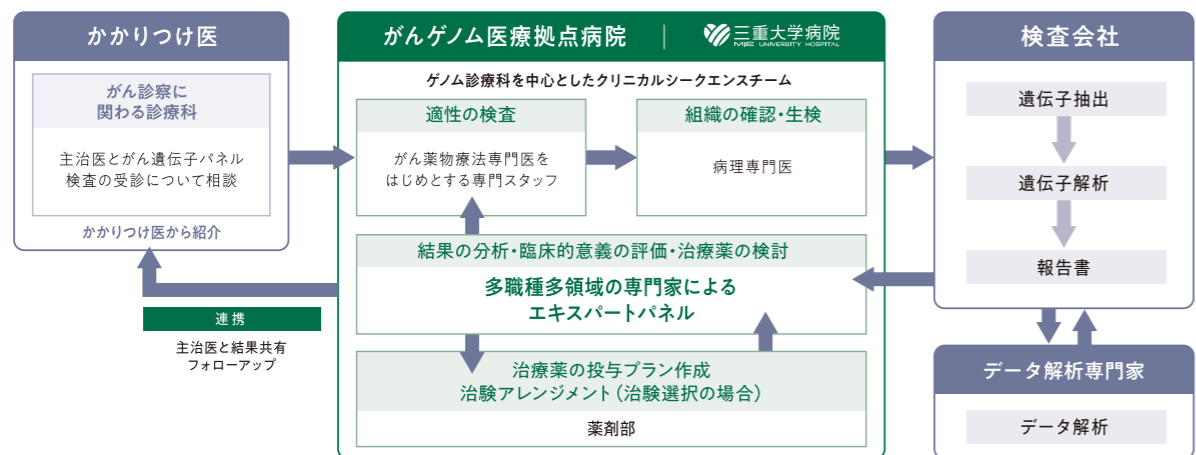 かかりつけ医
がん診察に
関わる診療科
主治医とがん遺伝子パネル
検査の受診について相談
かかりつけ医から紹介
連携
主治医と結果共有
フォローアップ
がんゲノム医療拠点病院
三重大学病院
MIE UNIVERSITY HOSPITAL
ゲノム診療科を中心としたクリニカルシークエンスチーム
適性の検査
がん薬物療法専門医を
はじめとする専門スタッフ
組織の確認・生検
病理専門医
結果の分析・臨床的意義の評価・治療薬の検討
多職種多領域の専門家による
エキスパートパネル
治療薬の投与プラン作成
治験アレンジメント（治験選択の場合）
薬剤部
検査会社
遺伝子抽出
遺伝子解析
報告書
データ解析専門家
データ解析